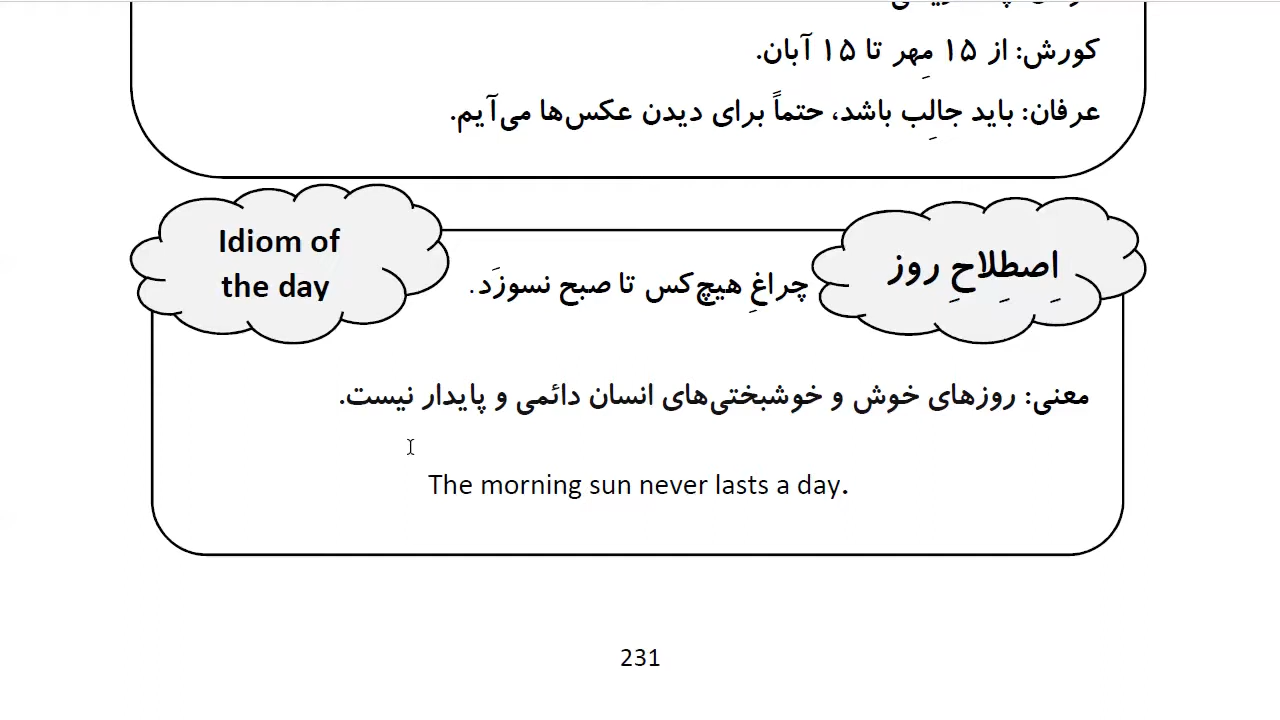 کورش: از ۱۵ مِهر تا ۱۵ آبان.
عرفان: باید جالِب باشد، حتماً برای دیدن عکس‌ها می‌آیم.
اِصطِلاحِ روز
Idiom of
the day
چراغِ هیچ‌کس تا صبح نسوزَد.
معنی: روزهای خوش و خوشبختی‌های انسان دائمی و پایدار نیست.
The morning sun never lasts a day.
231